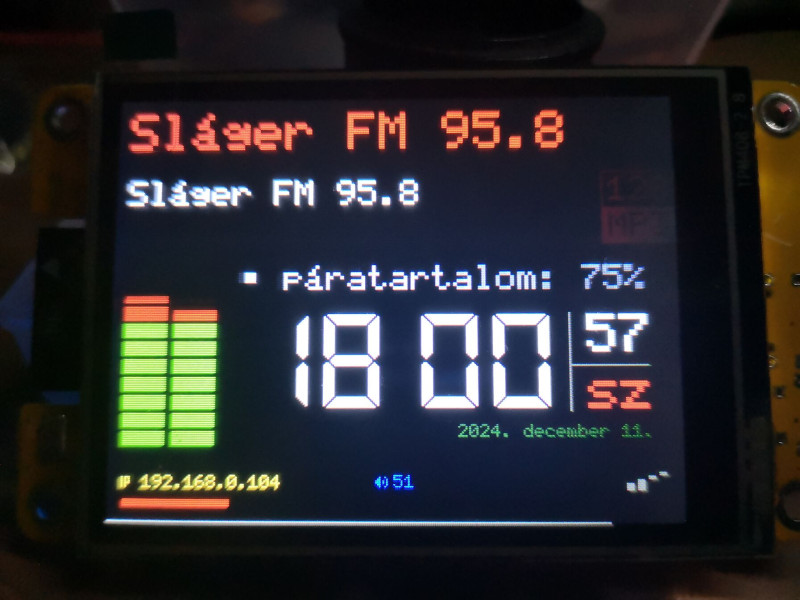 Sláger FM 95.8
Sláger FM 95.8
páratartalom: 75%
18 00 57
SZ
2024. december 11.
IP 192.168.0.104
51